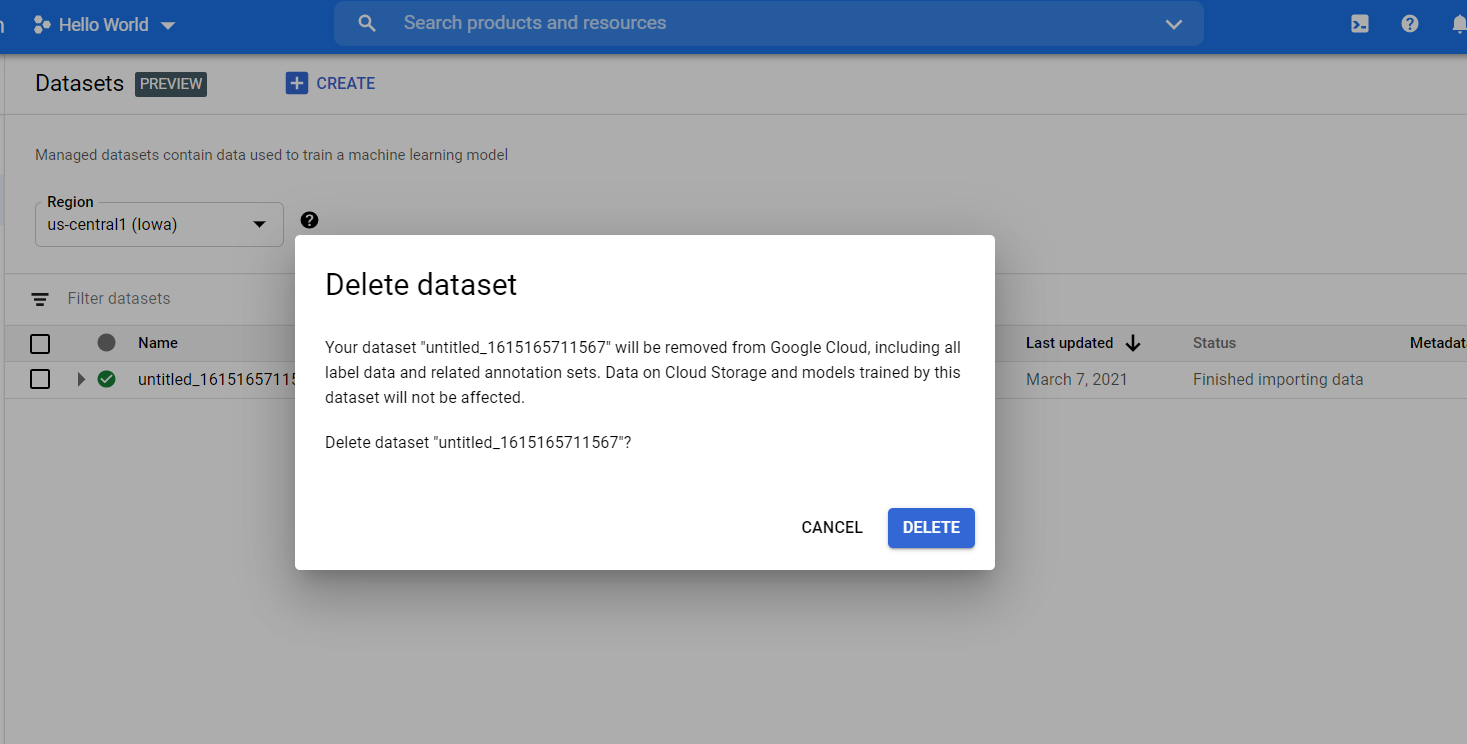 Hello World
Search products and resources
Datasets PREVIEW CREATE
Managed datasets contain data used to train a machine learning model
Region
us-central1 (Iowa)
Delete dataset
Filter datasets
Your dataset "untitled_1615165711567" will be removed from Google Cloud, including all
label data and related annotation sets. Data on Cloud Storage and models trained by this
dataset will not be affected.
Delete dataset "untitled_1615165711567"?
CANCEL DELETE
Name Last updated Status
March 7, 2021 Finished importing data